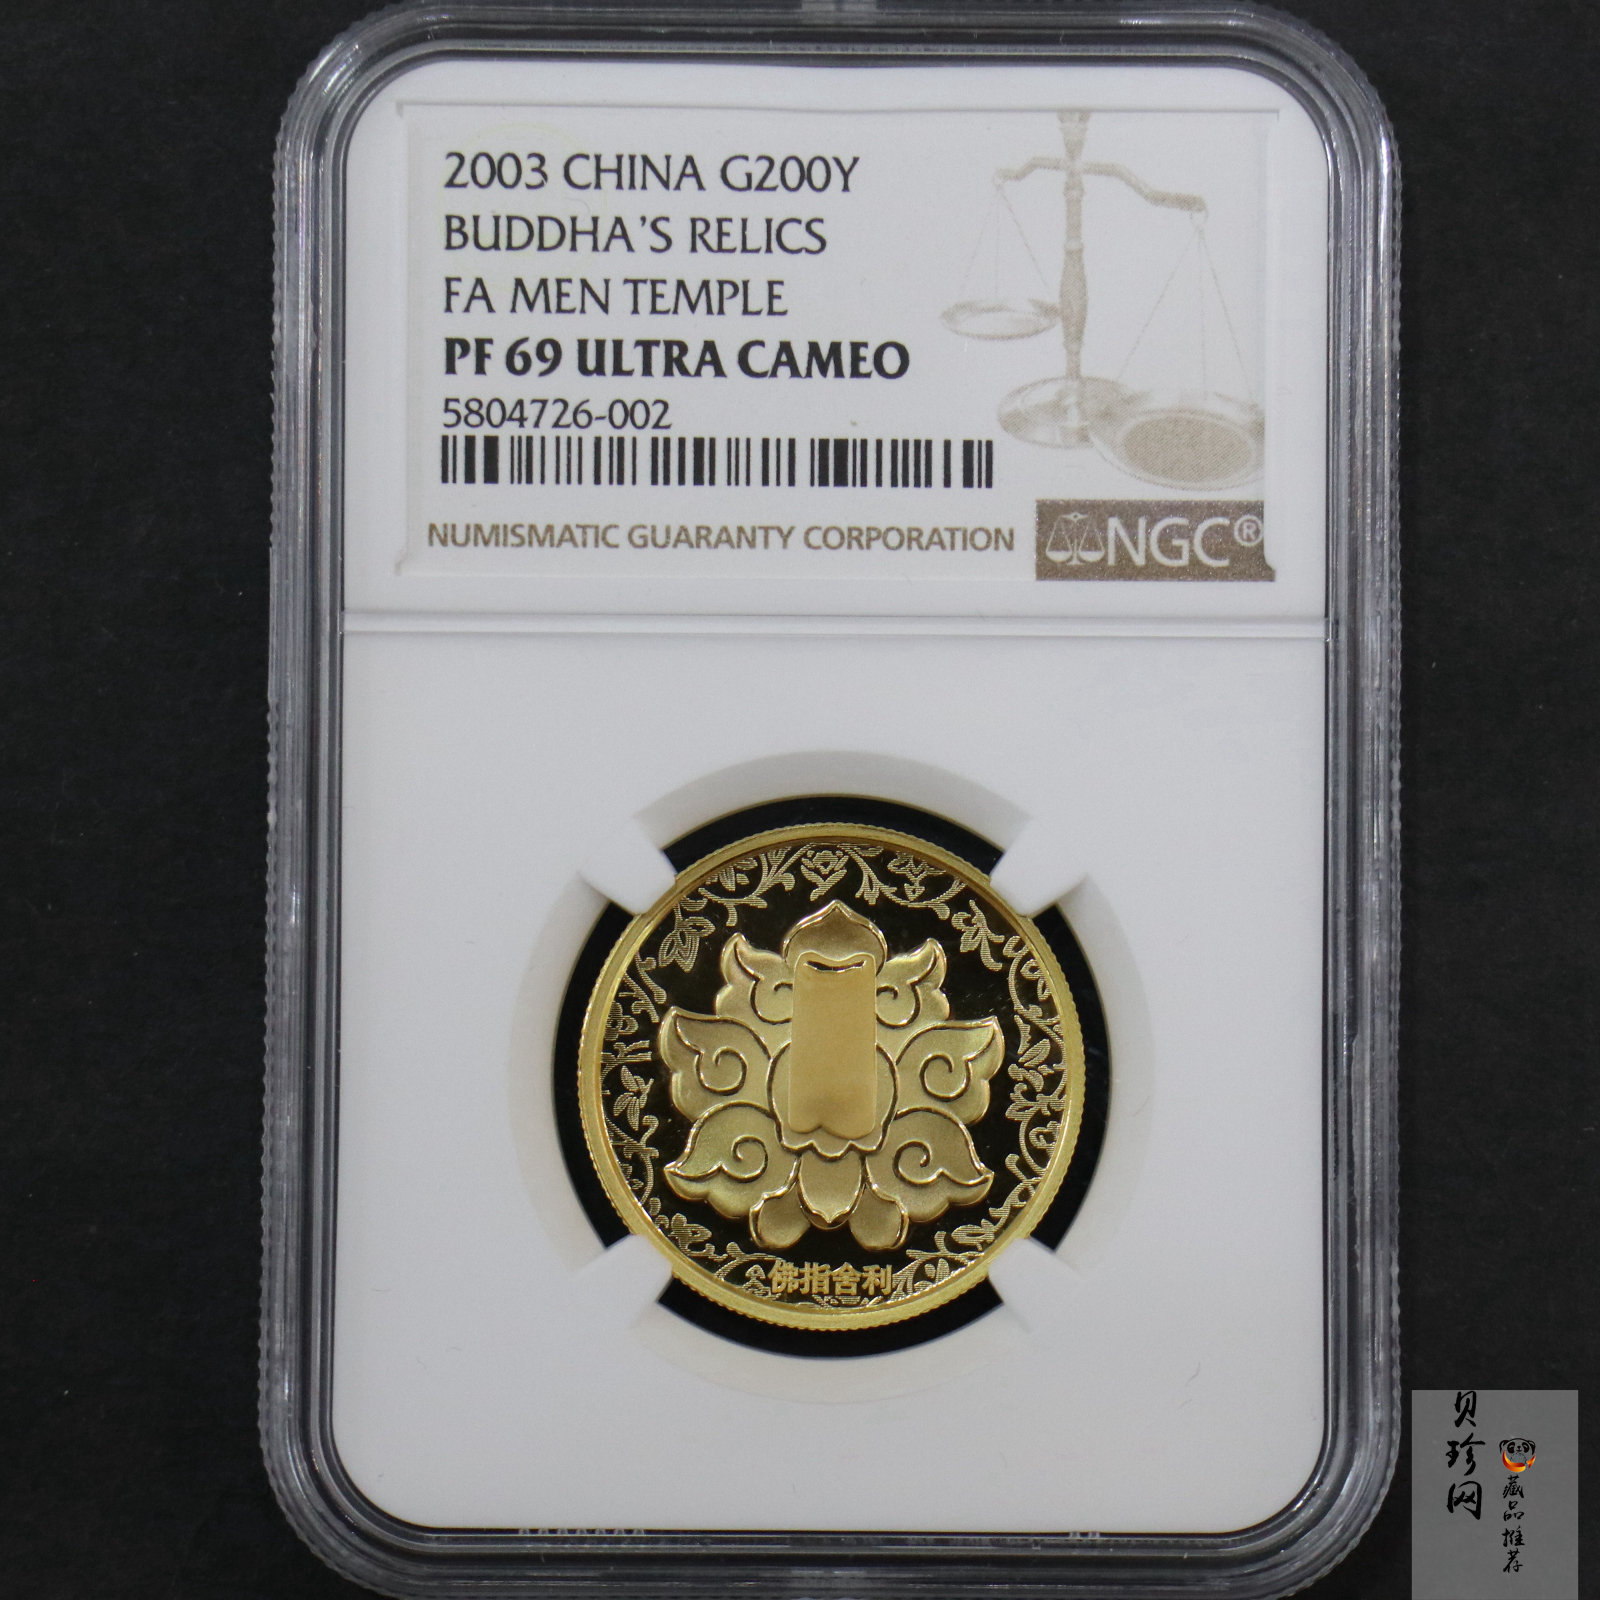 2003 CHINA G200Y
BUDDHA'S RELICS
FA MEN TEMPLE
PF 69 ULTRA CAMEO
5804726-002
NUMISMATIC GUARANTY CORPORATION
NGC®
佛指舍利
贝珍网
藏品推荐